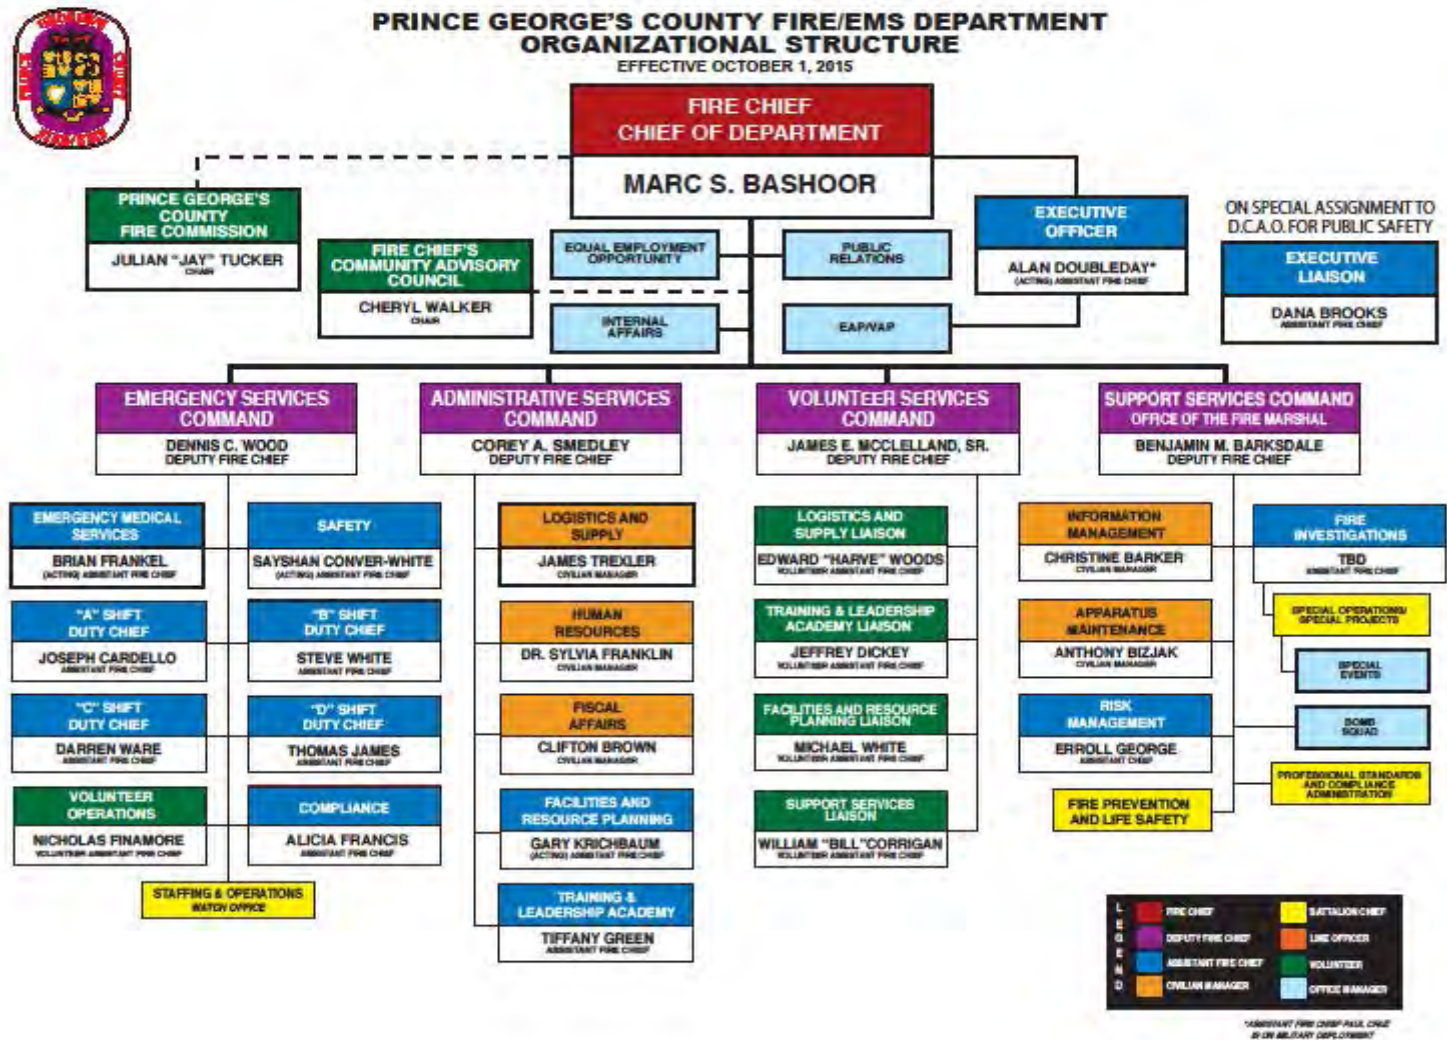 PRINCE GEORGE'S COUNTY FIRE/EMS DEPARTMENT
ORGANIZATIONAL STRUCTURE
EFFECTIVE OCTOBER 1, 2015
FIRE CHIEF
CHIEF OF DEPARTMENT
MARC S. BASHOOR
PRINCE GEORGE'S
COUNTY
FIRE COMMISSION
JULIAN "JAY" TUCKER
CHAIR
FIRE CHIEF'S
COMMUNITY ADVISORY
COUNCIL
CHERYL WALKER
CHAIR
EQUAL EMPLOYMENT
OPPORTUNITY
PUBLIC
RELATIONS
INTERNAL
AFFAIRS
EAP/VAP
EXECUTIVE
OFFICER
ALAN DOUBLEDAY*
(ACTING) ASSISTANT FIRE CHIEF
ON SPECIAL ASSIGNMENT TO
D.C.A.O. FOR PUBLIC SAFETY
EXECUTIVE
LIAISON
DANA BROOKS
ASSISTANT FIRE CHIEF
EMERGENCY SERVICES
COMMAND
DENNIS C. WOOD
DEPUTY FIRE CHIEF
EMERGENCY MEDICAL
SERVICES
BRIAN FRANKEL
(ACTING) ASSISTANT FIRE CHIEF
SAFETY
SAYSHAN CONVER-WHITE
(ACTING) ASSISTANT FIRE CHIEF
"A" SHIFT
DUTY CHIEF
JOSEPH CARDELLO
ASSISTANT FIRE CHIEF
"B" SHIFT
DUTY CHIEF
STEVE WHITE
ASSISTANT FIRE CHIEF
"C" SHIFT
DUTY CHIEF
DARREN WARE
ASSISTANT FIRE CHIEF
"D" SHIFT
DUTY CHIEF
THOMAS JAMES
ASSISTANT FIRE CHIEF
VOLUNTEER
OPERATIONS
NICHOLAS FINAMORE
VOLUNTEER ASSISTANT FIRE CHIEF
COMPLIANCE
ALICIA FRANCIS
ASSISTANT FIRE CHIEF
STAFFING & OPERATIONS
WATCH OFFICE
ADMINISTRATIVE SERVICES
COMMAND
COREY A. SMEDLEY
DEPUTY FIRE CHIEF
LOGISTICS AND
SUPPLY
JAMES TREXLER
CIVILIAN MANAGER
HUMAN
RESOURCES
DR. SYLVIA FRANKLIN
CIVILIAN MANAGER
FISCAL
AFFAIRS
CLIFTON BROWN
CIVILIAN MANAGER
FACILITIES AND
RESOURCE PLANNING
GARY KRICHBAUM
(ACTING) ASSISTANT FIRE CHIEF
TRAINING &
LEADERSHIP ACADEMY
TIFFANY GREEN
ASSISTANT FIRE CHIEF
VOLUNTEER SERVICES
COMMAND
JAMES E. MCCLELLAND, SR.
DEPUTY FIRE CHIEF
LOGISTICS AND
SUPPLY LIAISON
EDWARD "HARVE" WOODS
VOLUNTEER ASSISTANT FIRE CHIEF
TRAINING & LEADERSHIP
ACADEMY LIAISON
JEFFREY DICKEY
VOLUNTEER ASSISTANT FIRE CHIEF
FACILITIES AND RESOURCE
PLANNING LIAISON
MICHAEL WHITE
VOLUNTEER ASSISTANT FIRE CHIEF
SUPPORT SERVICES
LIAISON
WILLIAM "BILL"CORRIGAN
VOLUNTEER ASSISTANT FIRE CHIEF
SUPPORT SERVICES COMMAND
OFFICE OF THE FIRE MARSHAL
BENJAMIN M. BARKSDALE
DEPUTY FIRE CHIEF
INFORMATION
MANAGEMENT
CHRISTINE BARKER
CIVILIAN MANAGER
APPARATUS
MAINTENANCE
ANTHONY BIZJAK
CIVILIAN MANAGER
RISK
MANAGEMENT
ERROLL GEORGE
ASSISTANT FIRE CHIEF
FIRE PREVENTION
AND LIFE SAFETY
FIRE
INVESTIGATIONS
TBD
ASSISTANT FIRE CHIEF
SPECIAL OPERATIONS/
SPECIAL PROJECTS
SPECIAL
EVENTS
BOMB
SQUAD
PROFESSIONAL STANDARDS
AND COMPLIANCE
ADMINISTRATION
LEGEND
FIRE CHIEF
DEPUTY FIRE CHIEF
ASSISTANT FIRE CHIEF
CIVILIAN MANAGER
BATTALION CHIEF
LINE OFFICER
VOLUNTEER
OFFICE MANAGER
*ASSISTANT FIRE CHIEF PAUL
IS ON MILITARY DEPLOYMENT